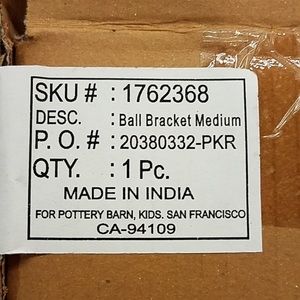 SKU # : 1762368
DESC. : Ball Bracket Medium
P. O. # : 20380332-PKR
QTY. : 1 Pc.
MADE IN INDIA
FOR POTTERY BARN, KIDS. SAN FRANCISCO
CA-94109